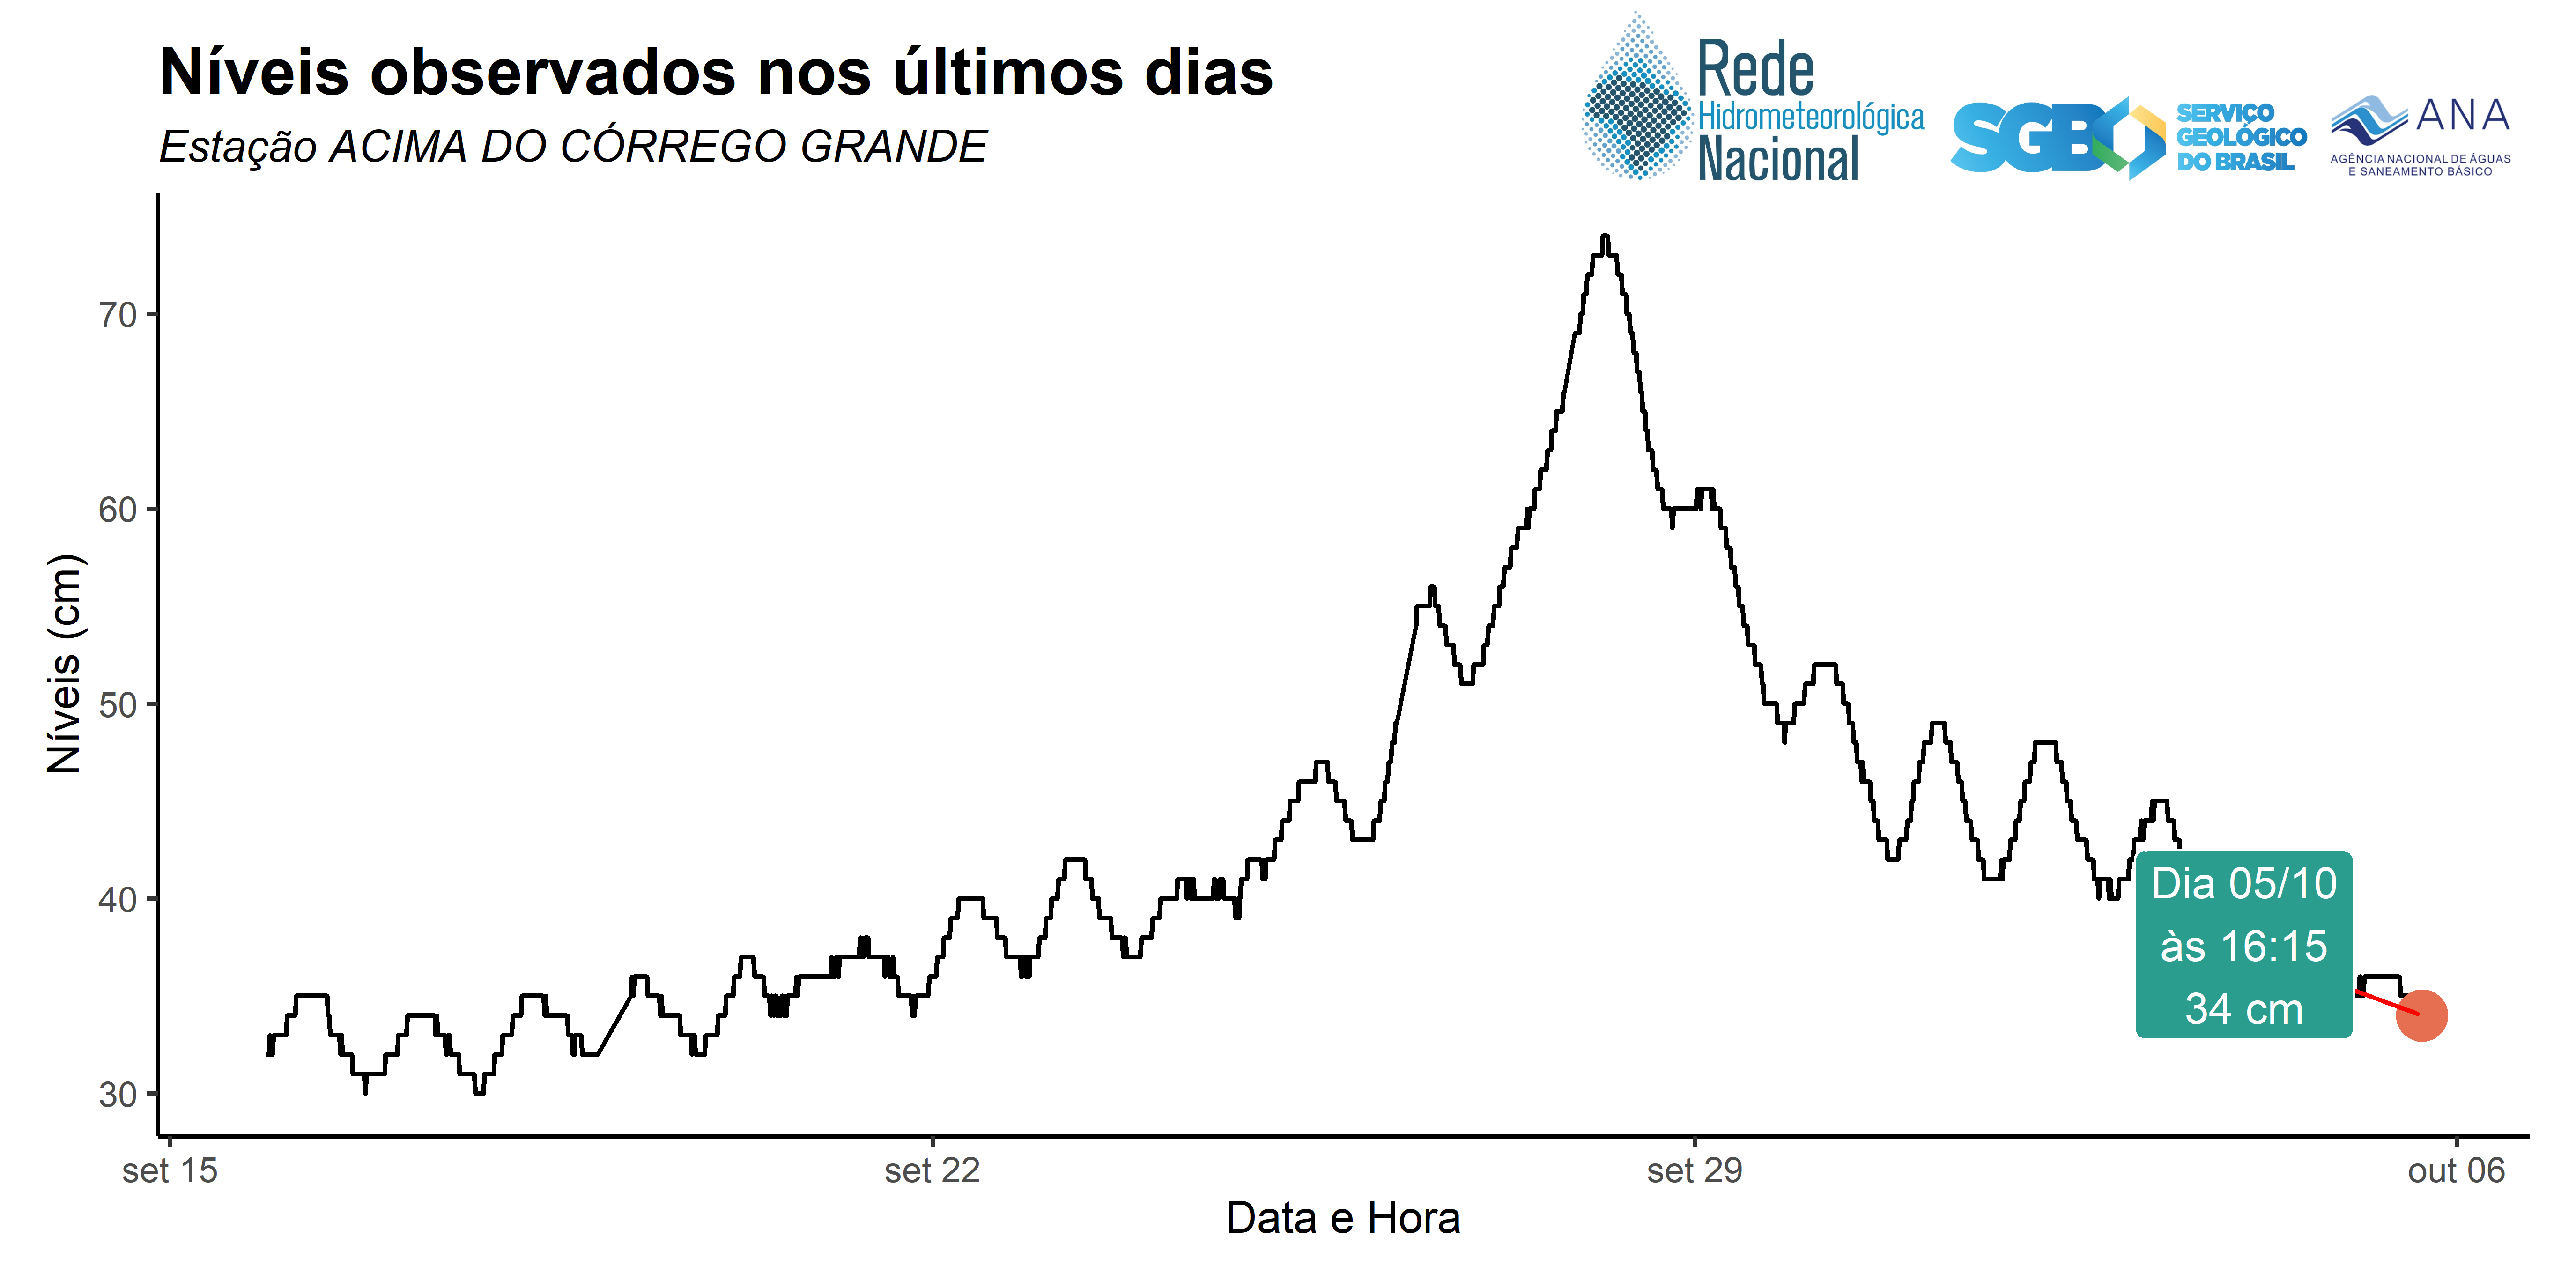 Níveis observados nos últimos dias
Estação ACIMA DO CÓRREGO GRANDE
Rede
Hidrometeorológica
Nacional
SGB
SERVIÇO
GEOLÓGICO
DO BRASIL
ANA
AGÊNCIA NACIONAL DE ÁGUAS
E SANEAMENTO BÁSICO
Níveis (cm)
70
60
50
40
30
Dia 05/10
às 16:15
34 cm
set 15
set 22
set 29
out 06
Data e Hora